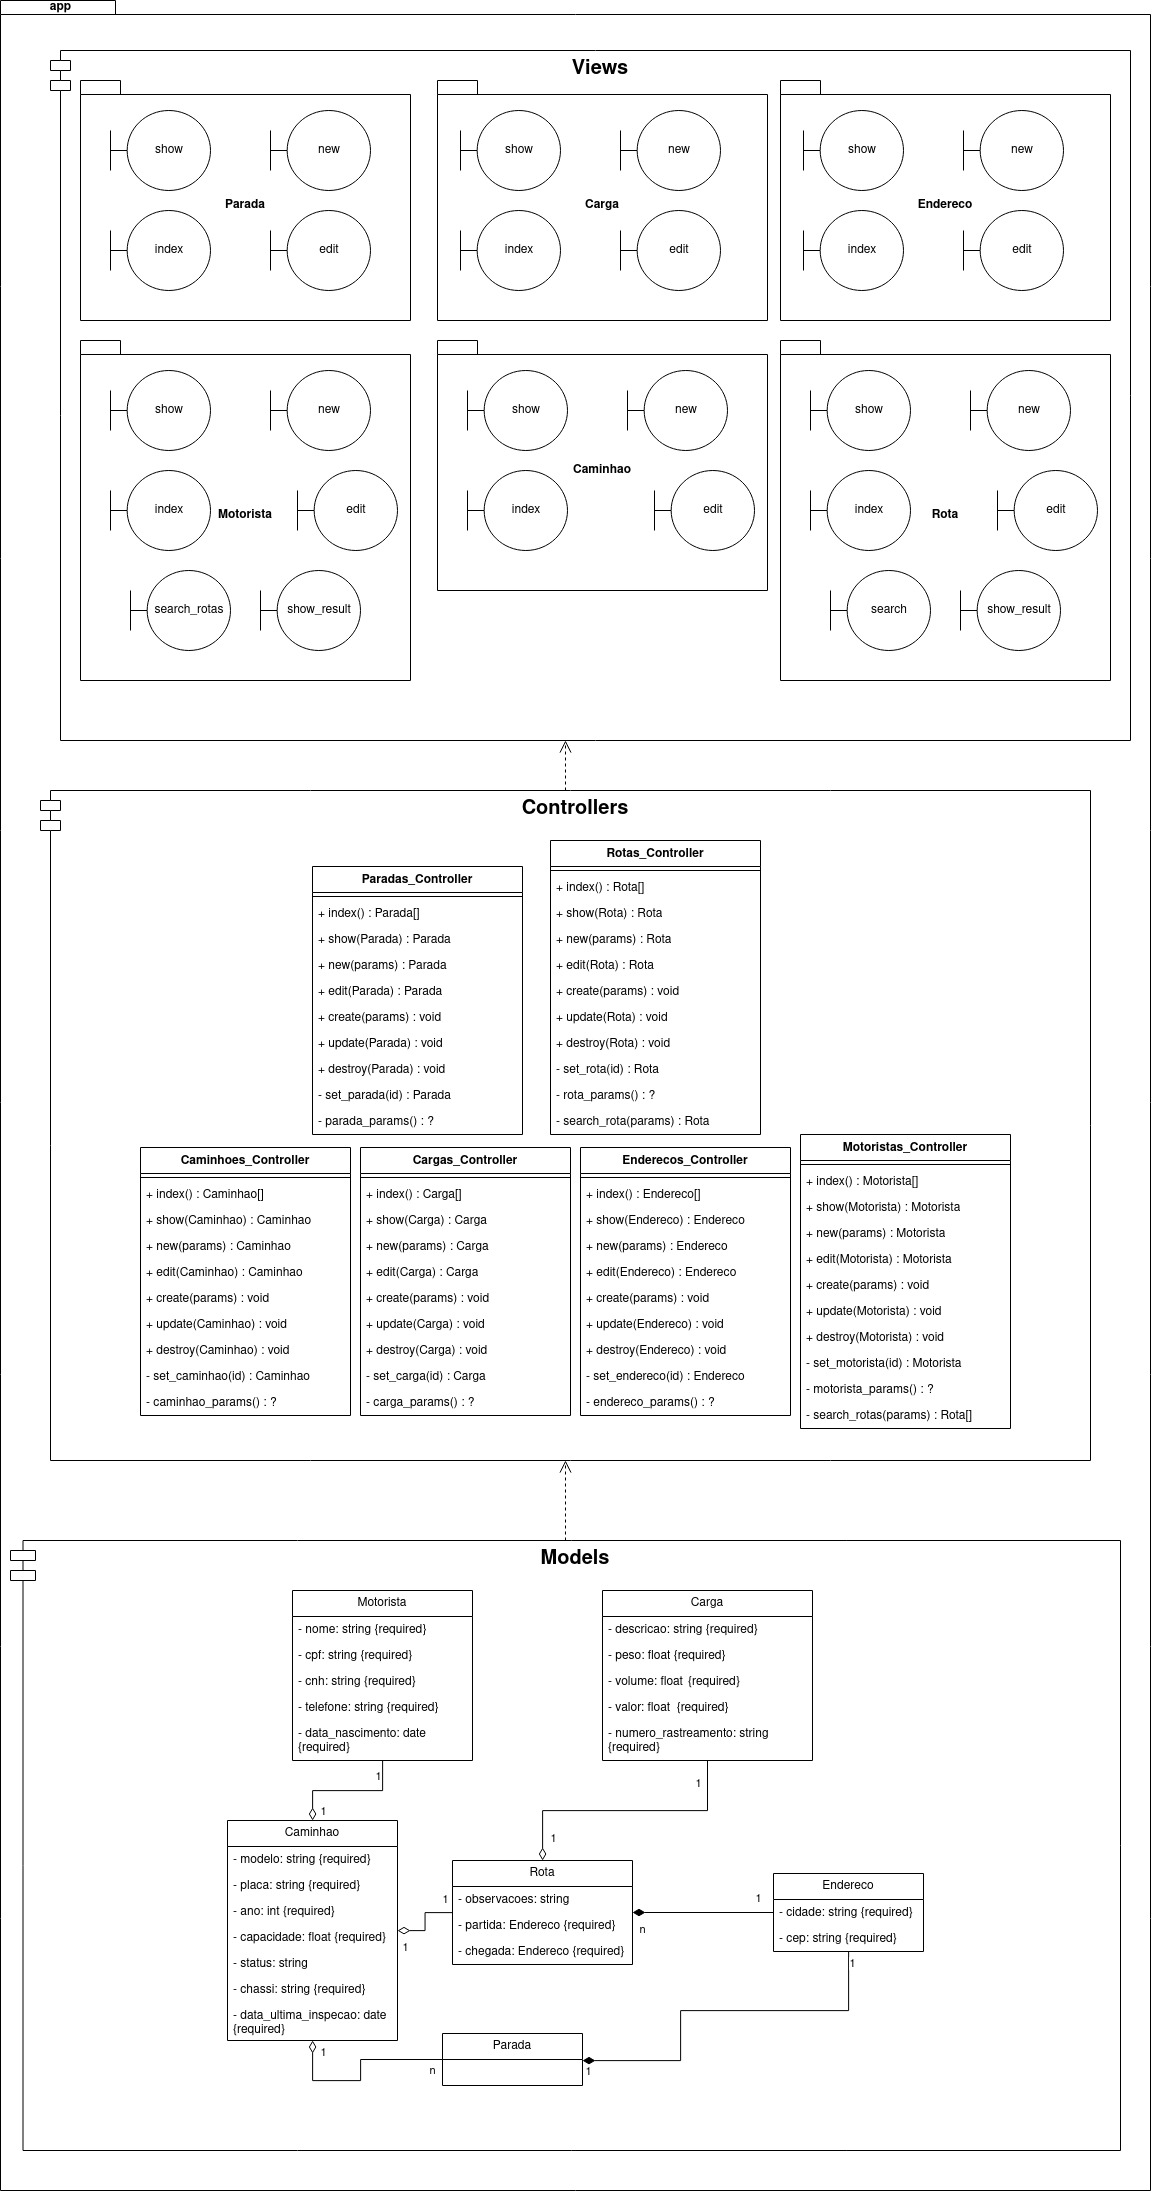 app
Views
show
new
Parada
index
edit
show
new
Carga
index
edit
show
new
Endereco
index
edit
show
new
index
Motorista
edit
search_rotas
show_result
show
new
Caminhao
index
edit
show
new
index
Rota
edit
search
show_result
Controllers
Paradas_Controller
+ index() : Parada[]
+ show(Parada) : Parada
+ new(params) : Parada
+ edit(Parada) : Parada
+ create(params) : void
+ update(Parada) : void
+ destroy(Parada) : void
- set_parada(id) : Parada
- parada_params() : ?
Rotas_Controller
+ index() : Rota[]
+ show(Rota) : Rota
+ new(params) : Rota
+ edit(Rota) : Rota
+ create(params) : void
+ update(Rota) : void
+ destroy(Rota) : void
- set_rota(id) : Rota
- rota_params() : ?
- search_rota(params) : Rota
Caminhoes_Controller
+ index() : Caminhao[]
+ show(Caminhao) : Caminhao
+ new(params) : Caminhao
+ edit(Caminhao) : Caminhao
+ create(params) : void
+ update(Caminhao) : void
+ destroy(Caminhao) : void
- set_caminhao(id) : Caminhao
- caminhao_params() : ?
Cargas_Controller
+ index() : Carga[]
+ show(Carga) : Carga
+ new(params) : Carga
+ edit(Carga) : Carga
+ create(params) : void
+ update(Carga) : void
+ destroy(Carga) : void
- set_carga(id) : Carga
- carga_params() : ?
Enderecos_Controller
+ index() : Endereco[]
+ show(Endereco) : Endereco
+ new(params) : Endereco
+ edit(Endereco) : Endereco
+ create(params) : void
+ update(Endereco) : void
+ destroy(Endereco) : void
- set_endereco(id) : Endereco
- endereco_params() : ?
Motoristas_Controller
+ index() : Motorista[]
+ show(Motorista) : Motorista
+ new(params) : Motorista
+ edit(Motorista) : Motorista
+ create(params) : void
+ update(Motorista) : void
+ destroy(Motorista) : void
- set_motorista(id) : Motorista
- motorista_params() : ?
- search_rotas(params) : Rota[]
Models
Motorista
- nome: string {required}
- cpf: string {required}
- cnh: string {required}
- telefone: string {required}
- data_nascimento: date
{required}
Carga
- descricao: string {required}
- peso: float {required}
- volume: float {required}
- valor: float {required}
- numero_rastreamento: string
{required}
1
1
1
1
Caminhao
- modelo: string {required}
- placa: string {required}
- ano: int {required}
- capacidade: float {required}
- status: string
- chassi: string {required}
- data_ultima_inspecao: date
{required}
1
1
Rota
- observacoes: string
- partida: Endereco {required}
- chegada: Endereco {required}
1
n
Endereco
- cidade: string {required}
- cep: string {required}
1
1
n
Parada
1